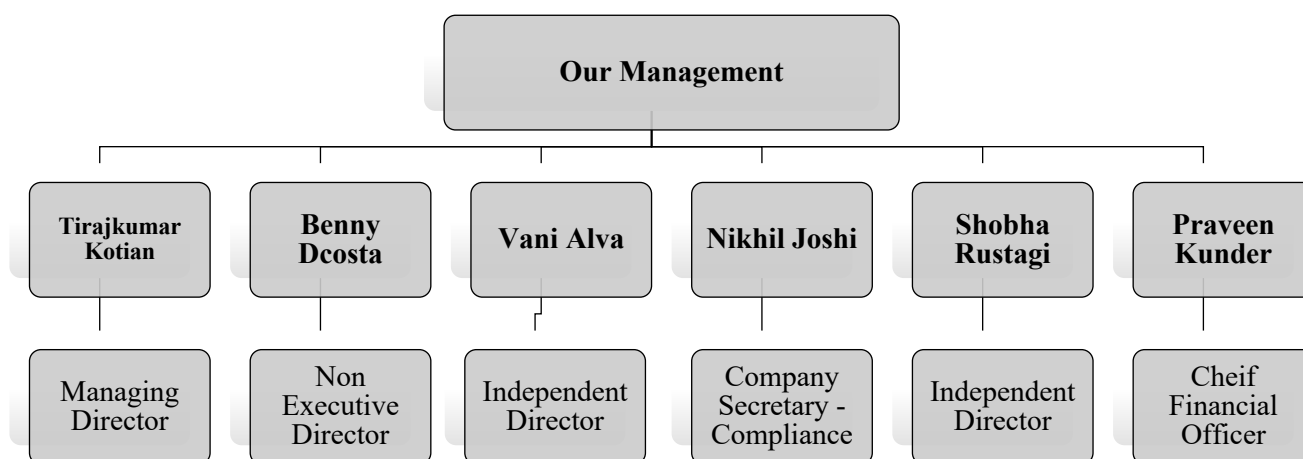 Our Management
Tirajkumar
Kotian
Benny
Dcosta
Vani Alva
Nikhil Joshi
Shobha
Rustagi
Praveen
Kunder
Managing
Director
Non
Executive
Director
Independent
Director
Company
Secretary -
Compliance
Independent
Director
Cheif
Financial
Officer